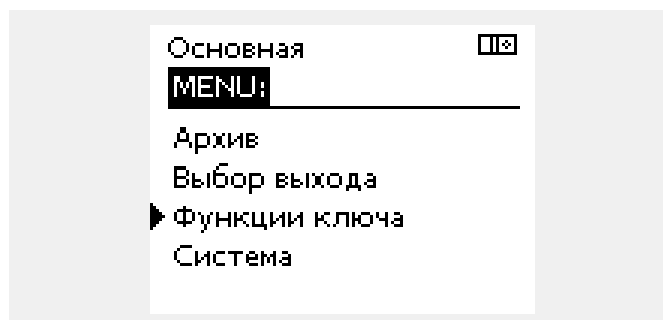 Основная
MENU:
Архив
Выбор выхода
Функции ключа
Система